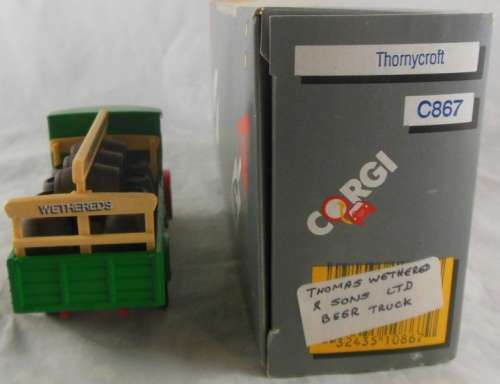 Thornycroft
C867
CORGI
WETHEREDS
THOMAS WETHERED
& SONS LTD
BEER TRUCK